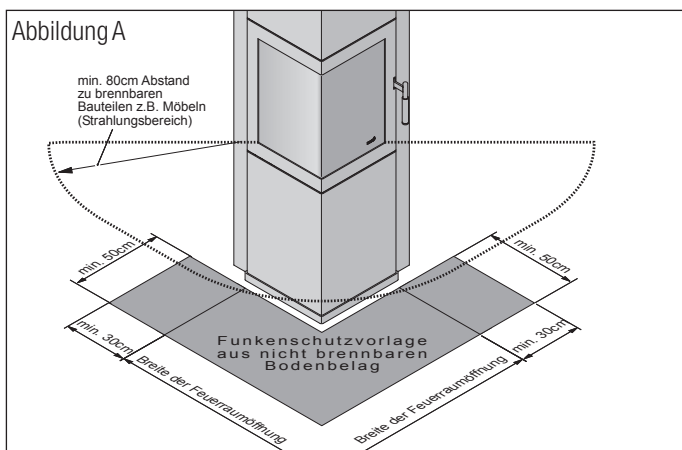 Abbildung A
min. 80cm Abstand
zu brennbaren
Bauteilen z.B. Möbeln
(Strahlungsbereich)
min. 50cm
min. 50cm
min. 30cm
min. 30cm
Funkenschutzvorlage
aus nicht brennbaren
Bodenbelag
Breite der Feuerraumöffnung
Breite der Feuerraumöffnung